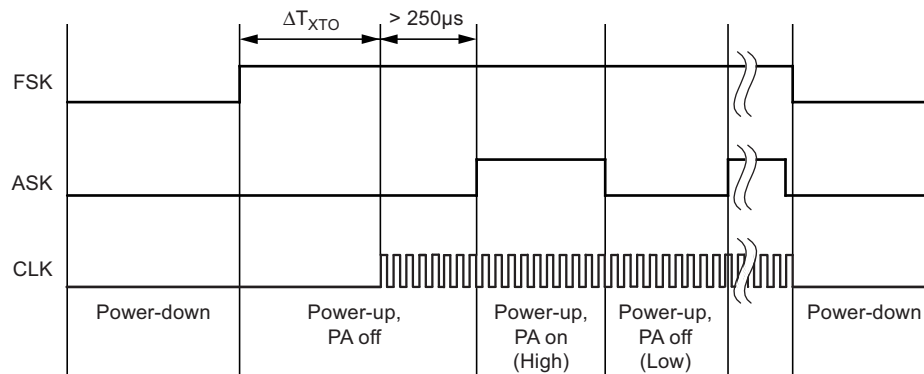 ΔT_XTO
> 250µs
FSK
ASK
CLK
Power-down
Power-up,
PA off
Power-up,
PA on
(High)
Power-up,
PA off
(Low)
Power-down